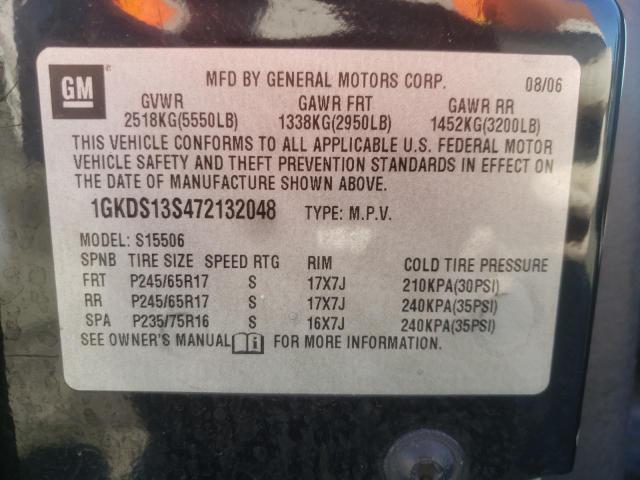 GM
MFD BY GENERAL MOTORS CORP. 08/06
GVWR GAWR FRT GAWR RR
2518KG(5550LB) 1338KG(2950LB) 1452KG(3200LB)
THIS VEHICLE CONFORMS TO ALL APPLICABLE U.S. FEDERAL MOTOR
VEHICLE SAFETY AND THEFT PREVENTION STANDARDS IN EFFECT ON
THE DATE OF MANUFACTURE SHOWN ABOVE.
1GKDS13S472132048 TYPE: M.P.V.
MODEL: S15506
SPNB TIRE SIZE SPEED RTG RIM COLD TIRE PRESSURE
FRT P245/65R17 S 17X7J 210KPA(30PSI)
RR P245/65R17 S 17X7J 240KPA(35PSI)
SPA P235/75R16 S 16X7J 240KPA(35PSI)
SEE OWNER'S MANUAL i FOR MORE INFORMATION.